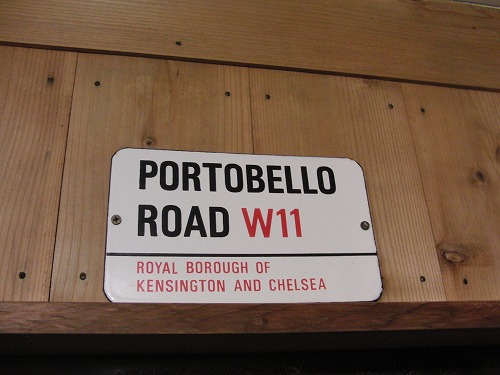 PORTOBELLO
ROAD W11
ROYAL BOROUGH OF
KENSINGTON AND CHELSEA